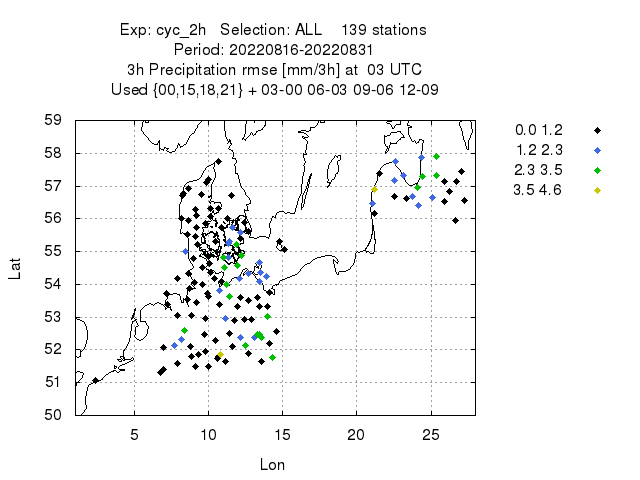 Exp: cyc_2h   Selection: ALL    139 stations
Period: 20220816-20220831
3h Precipitation rmse [mm/3h] at  03 UTC
Used {00,15,18,21} + 03-00 06-03 09-06 12-09
59
58
57
56
55
54
53
52
51
50
Lat
5 10 15 20 25
Lon
0.0 1.2
1.2 2.3
2.3 3.5
3.5 4.6